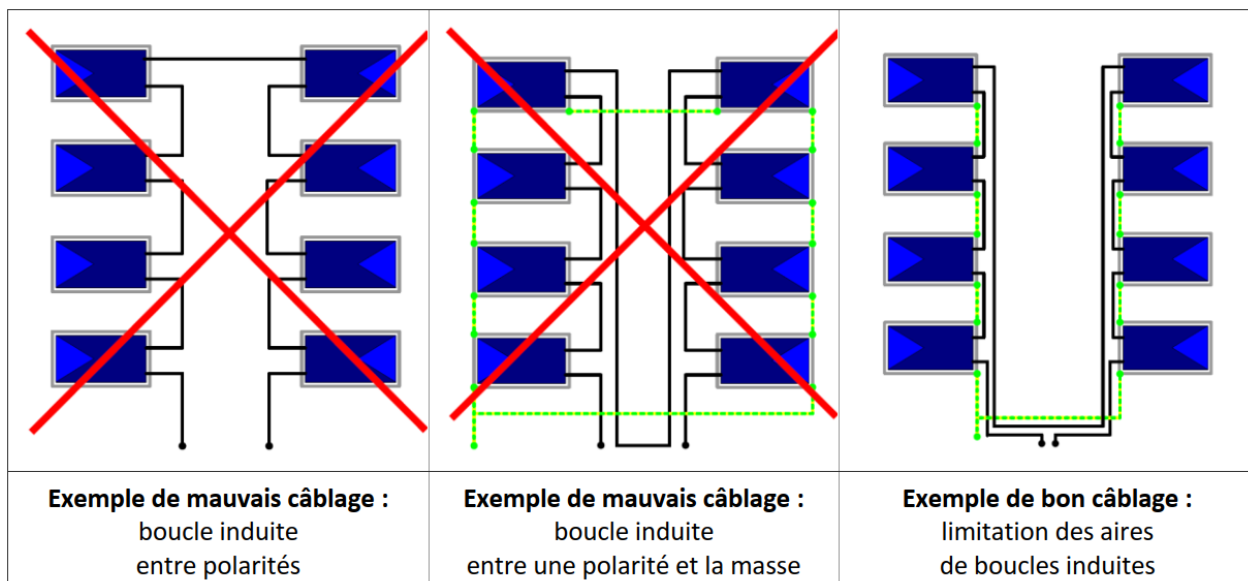 Exemple de mauvais câblage :
boucle induite
entre polarités
Exemple de mauvais câblage :
boucle induite
entre une polarité et la masse
Exemple de bon câblage :
limitation des aires
de boucles induites